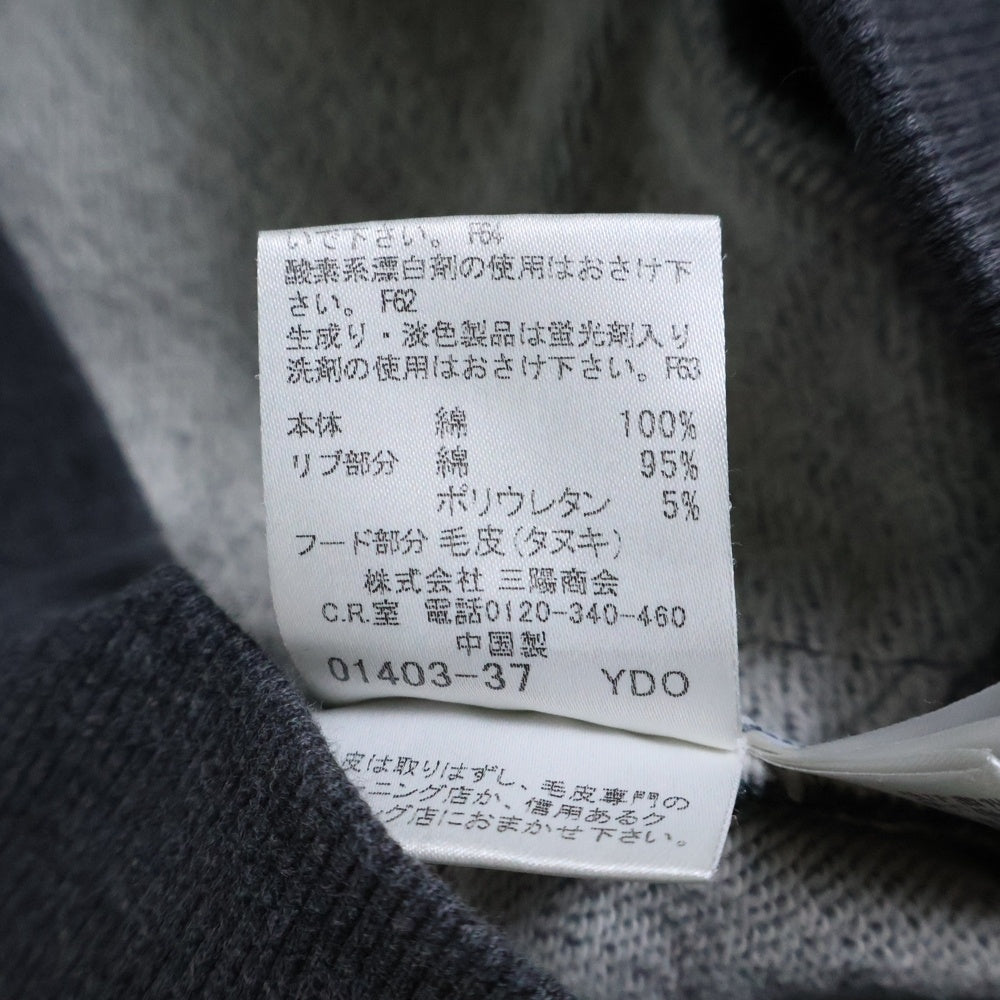 いで下さい。 F64
酸素系漂白剤の使用はおさけ下
さい。 F62
生成り・淡色製品は蛍光剤入り
洗剤の使用はおさけ下さい。F63
本体 綿 100%
リブ部分 綿 95%
ポリウレタン 5%
フード部分 毛皮(タヌキ)
株式会社 三陽商会
C.R.室 電話0120-340-460
中国製
01403-37 YDO
皮は取りはずし、毛皮専門の
ーニング店か、信用あるク
ング店におまかせ下さい。